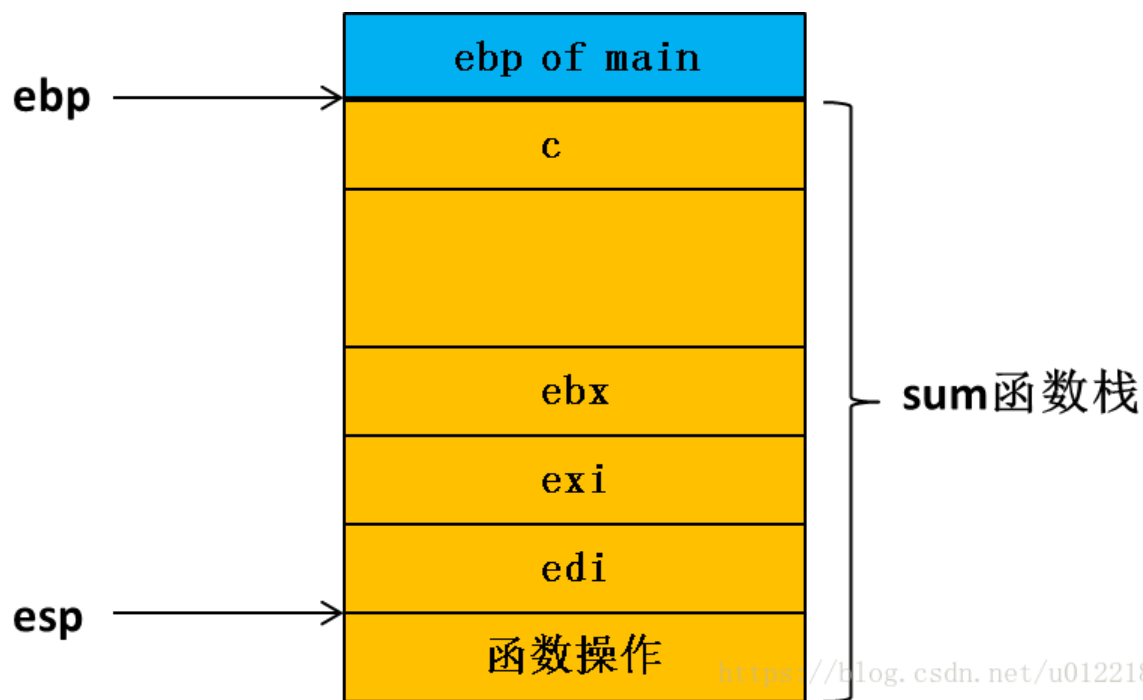 ebp of main
ebp
c
ebx
sum函数栈
exi
edi
esp
函数操作
https://blog.csdn.net/u012218